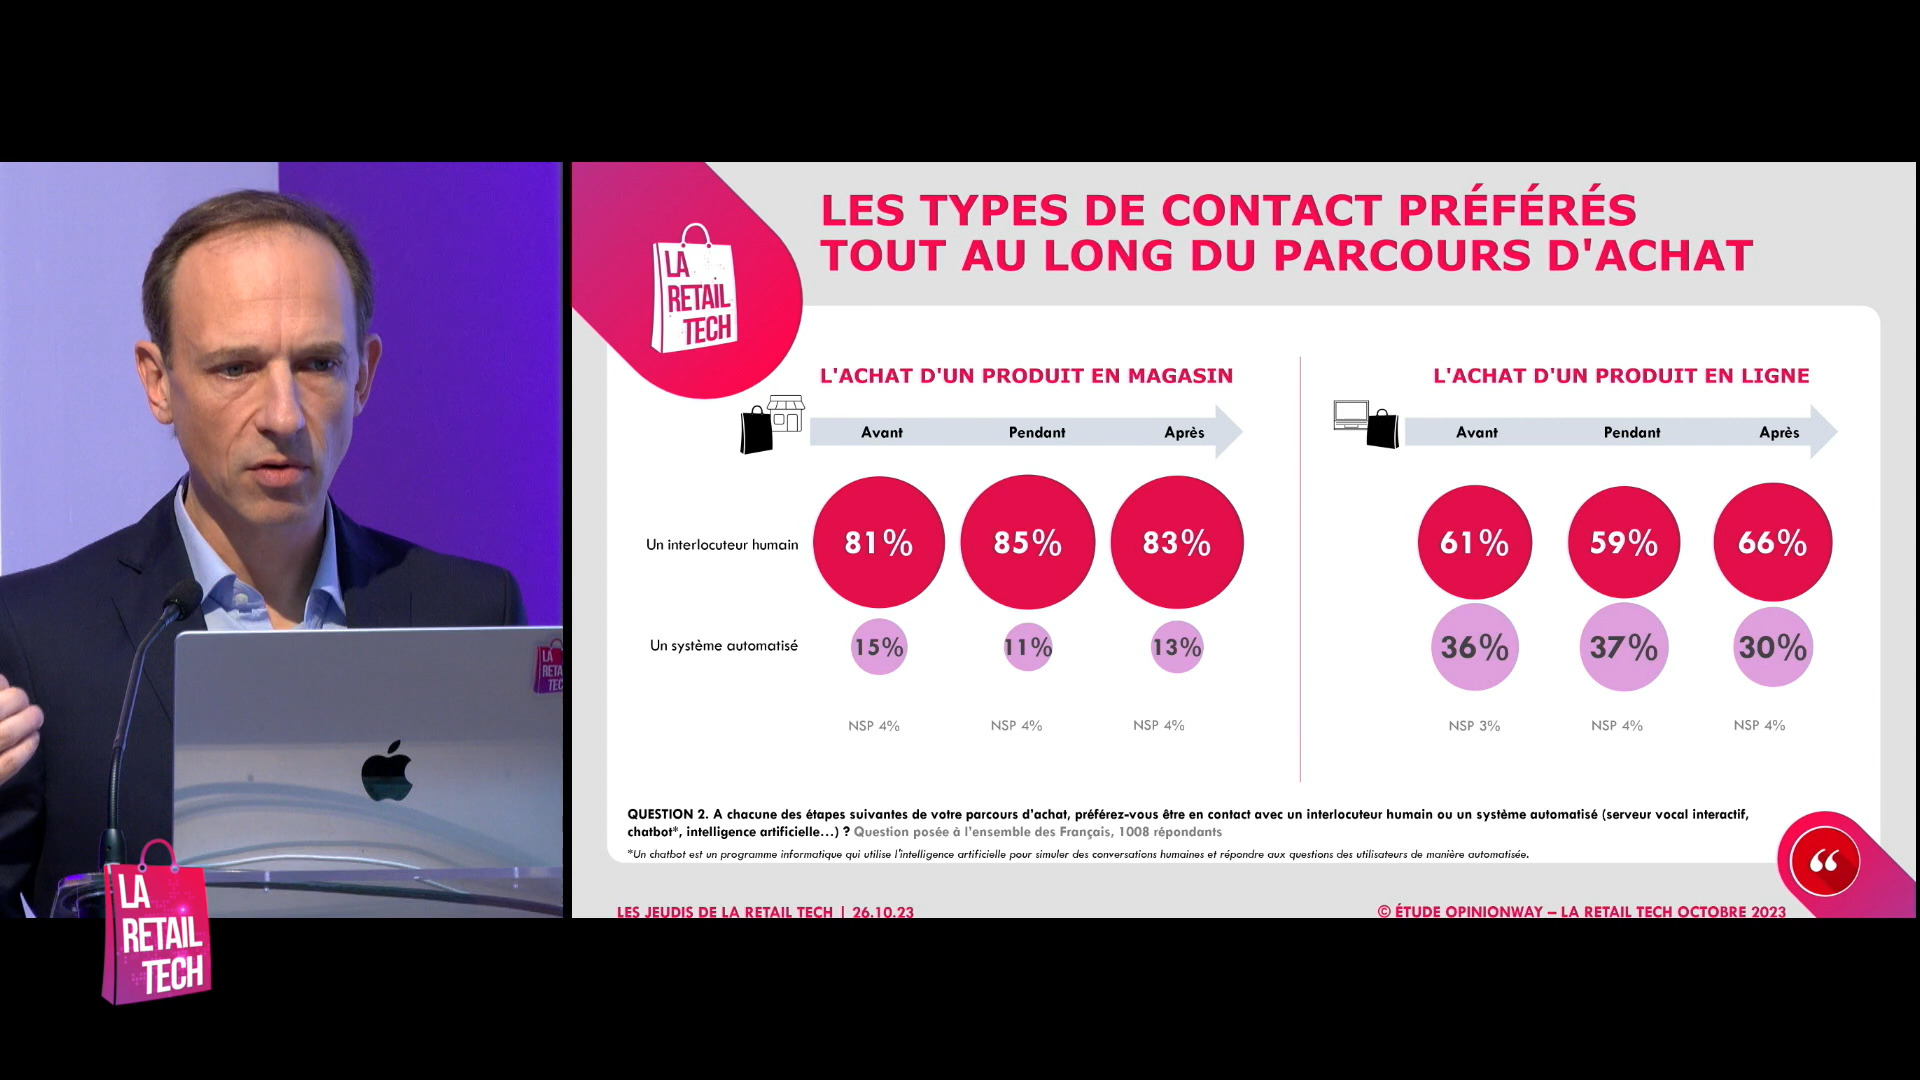 LES TYPES DE CONTACT PRÉFÉRÉS
TOUT AU LONG DU PARCOURS D'ACHAT
LA
RETAIL
TECH
L'ACHAT D'UN PRODUIT EN MAGASIN
Avant Pendant Après
Un interlocuteur humain 81% 85% 83%
Un système automatisé 15% 11% 13%
NSP 4% NSP 4% NSP 4%
L'ACHAT D'UN PRODUIT EN LIGNE
Avant Pendant Après
61% 59% 66%
36% 37% 30%
NSP 3% NSP 4% NSP 4%
QUESTION 2. A chacune des étapes suivantes de votre parcours d'achat, préférez-vous être en contact avec un interlocuteur humain ou un système automatisé (serveur vocal interactif,
chatbot*, intelligence artificielle…) ? Question posée à l'ensemble des Français, 1008 répondants
*Un chatbot est un programme informatique qui utilise l'intelligence artificielle pour simuler des conversations humaines et répondre aux questions des utilisateurs de manière automatisée.
LES JEUDIS DE LA RETAIL TECH | 26.10.23
© ÉTUDE OPINIONWAY – LA RETAIL TECH OCTOBRE 2023
LA
RETAIL
TECH